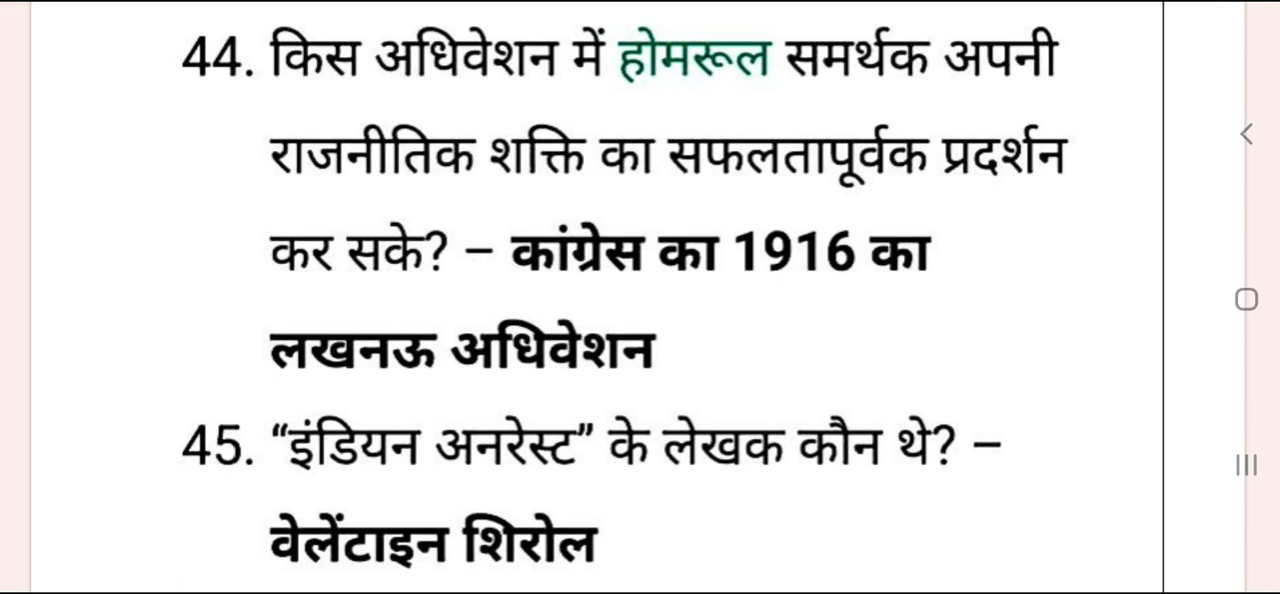 44. किस अधिवेशन में होमरूल समर्थक अपनी
राजनीतिक शक्ति का सफलतापूर्वक प्रदर्शन
कर सके? – कांग्रेस का 1916 का
लखनऊ अधिवेशन
45. “इंडियन अनरेस्ट” के लेखक कौन थे? –
वेलेंटाइन शिरोल